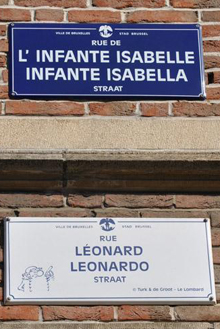 VILLE DE BRUXELLES STAD BRUSSEL
RUE DE
L' INFANTE ISABELLE
INFANTE ISABELLA
STRAAT
VILLE DE BRUXELLES STAD BRUSSEL
RUE
LÉONARD
LEONARDO
STRAAT
© Turk & de Groot - Le Lombard